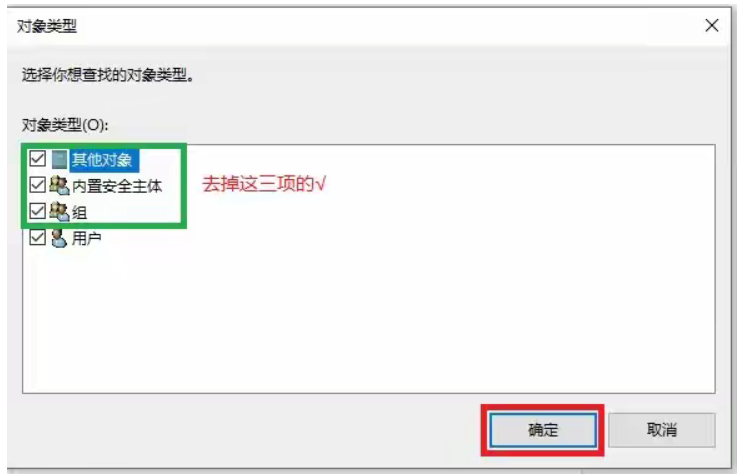 对象类型
选择你想查找的对象类型。
对象类型(O):
其他对象
内置安全主体 去掉这三项的√
组
用户
确定 取消